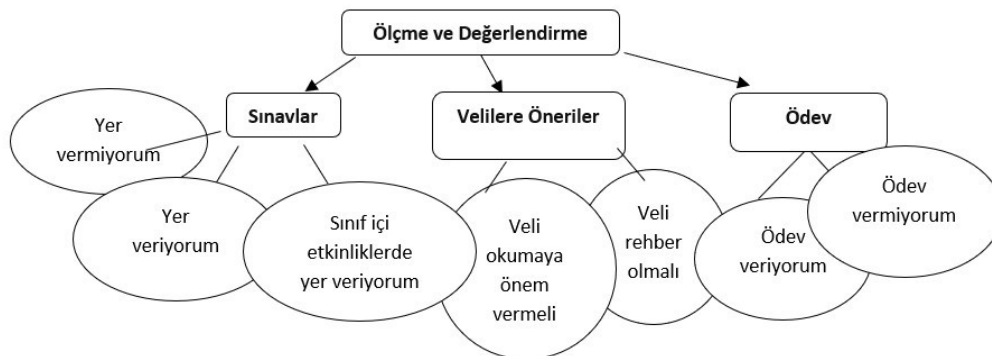 Ölçme ve Değerlendirme
Sınavlar
Velilere Öneriler
Ödev
Yer
vermiyorum
Yer
veriyorum
Sınıf içi
etkinliklerde
yer veriyorum
Veli
okumaya
önem
vermeli
Veli
rehber
olmalı
Ödev
veriyorum
Ödev
vermiyorum